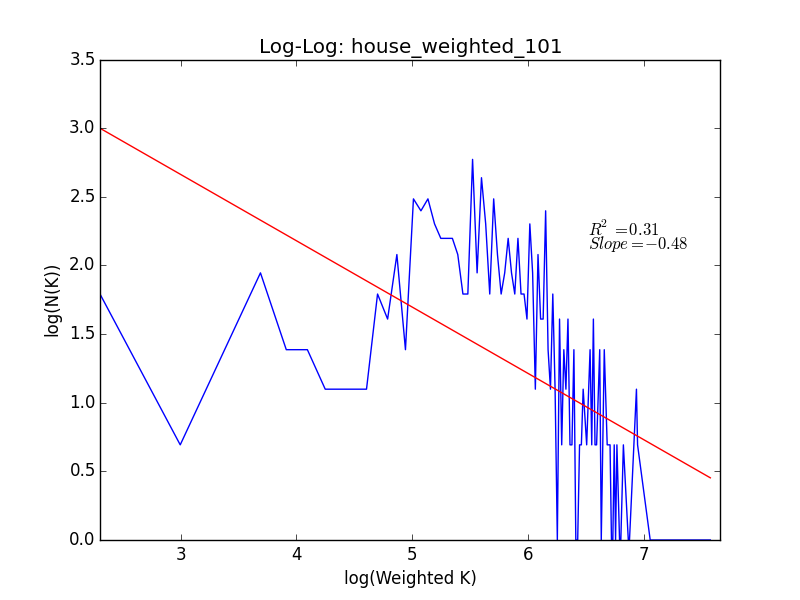 Log-Log: house_weighted_101
3.5
3.0
2.5
2.0
1.5
1.0
0.5
0.0
log(N(K))
R² =0.31
Slope=−0.48
3 4 5 6 7
log(Weighted K)